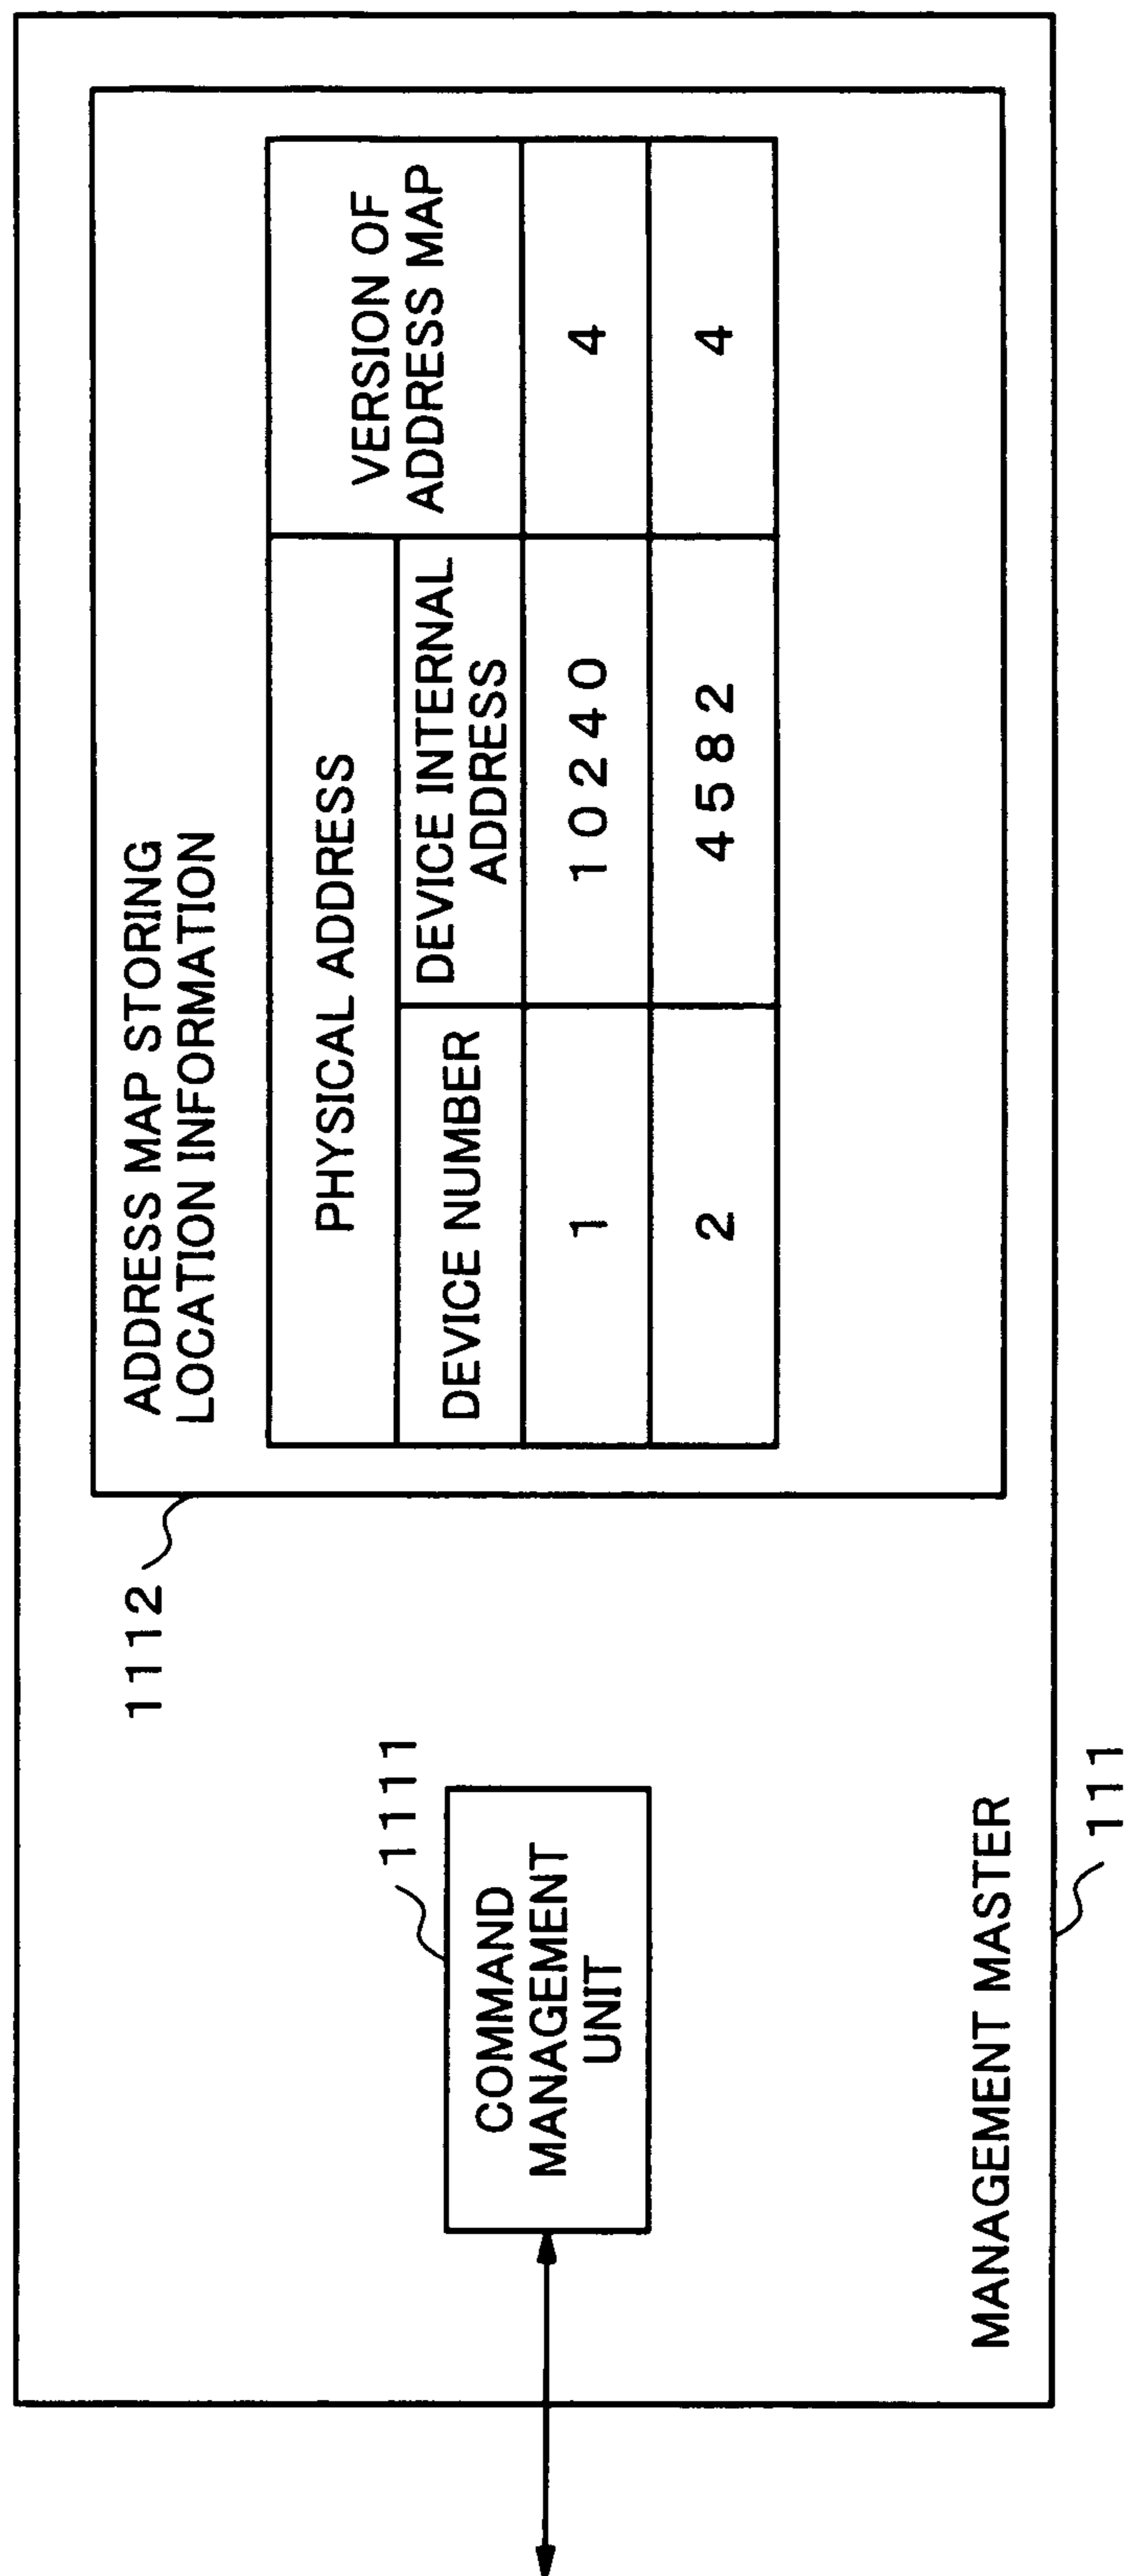 1112
ADDRESS MAP STORING
LOCATION INFORMATION
PHYSICAL ADDRESS
VERSION OF
ADDRESS MAP
DEVICE NUMBER
DEVICE INTERNAL
ADDRESS
1
10240
4
2
4582
4
1111
COMMAND
MANAGEMENT
UNIT
MANAGEMENT MASTER
111